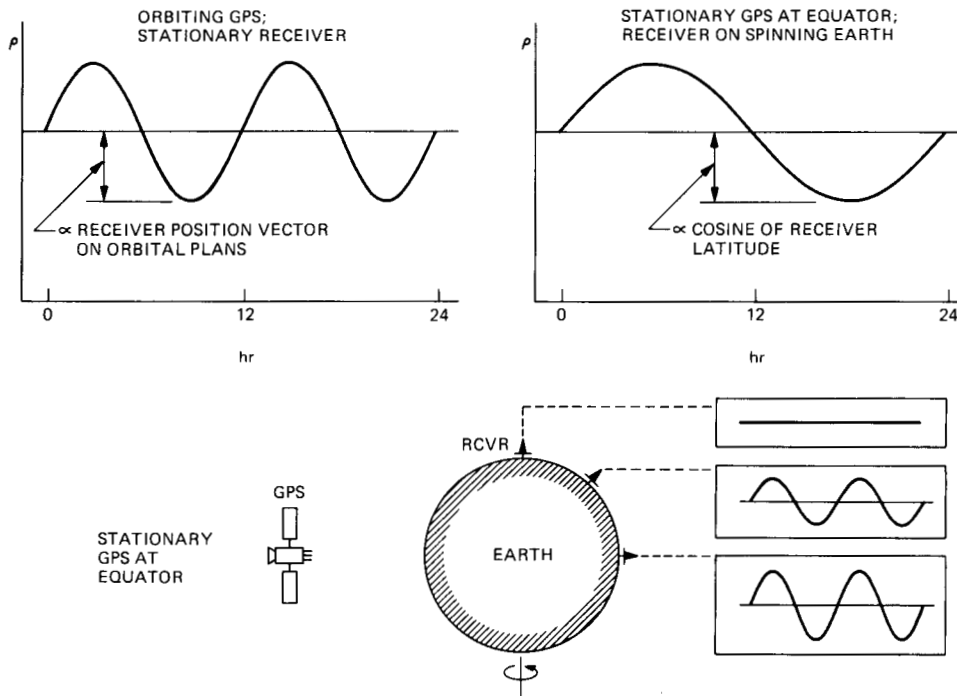 ORBITING GPS;
STATIONARY RECEIVER
ρ
∝ RECEIVER POSITION VECTOR
ON ORBITAL PLANS
0
12
24
hr
STATIONARY GPS AT EQUATOR;
RECEIVER ON SPINNING EARTH
ρ
∝ COSINE OF RECEIVER
LATITUDE
0
12
24
hr
RCVR
GPS
STATIONARY
GPS AT
EQUATOR
EARTH